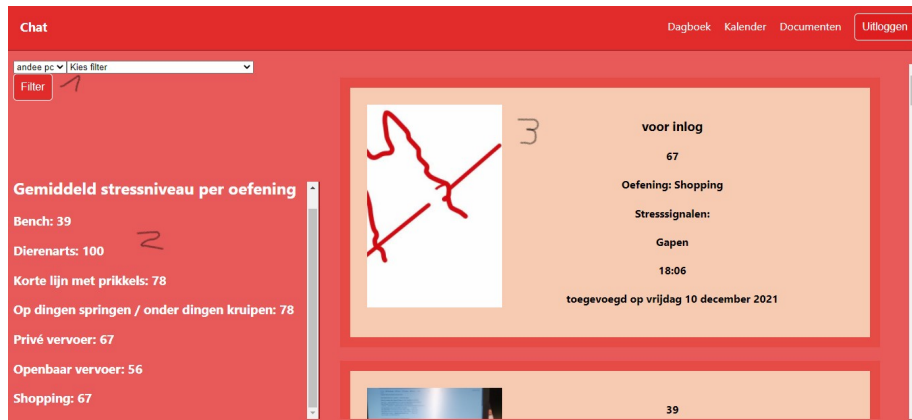 Chat
Dagboek Kalender Documenten Uitloggen
andee pc Kies filter
Filter
1
Gemiddeld stressniveau per oefening
Bench: 39
2
Dierenarts: 100
Korte lijn met prikkels: 78
Op dingen springen / onder dingen kruipen: 78
Privé vervoer: 67
Openbaar vervoer: 56
Shopping: 67
3
voor inlog
67
Oefening: Shopping
Stresssignalen:
Gapen
18:06
toegevoegd op vrijdag 10 december 2021
39